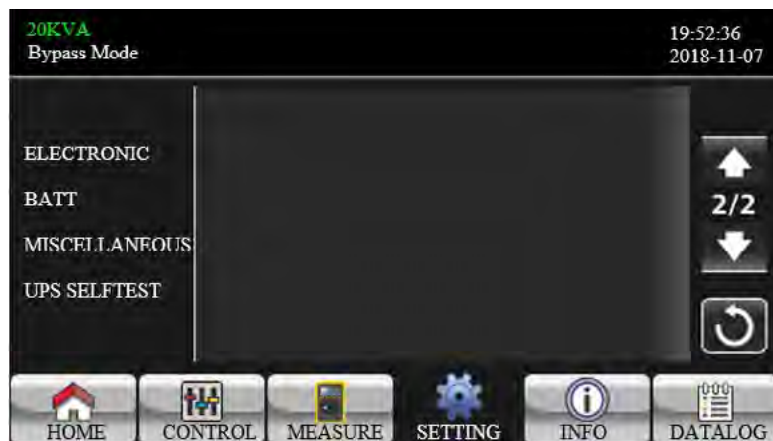 20KVA
Bypass Mode
19:52:36
2018-11-07
ELECTRONIC
BATT
MISCELLANEOUS
UPS SELFTEST
2/2
HOME
CONTROL
MEASURE
SETTING
INFO
DATALOG